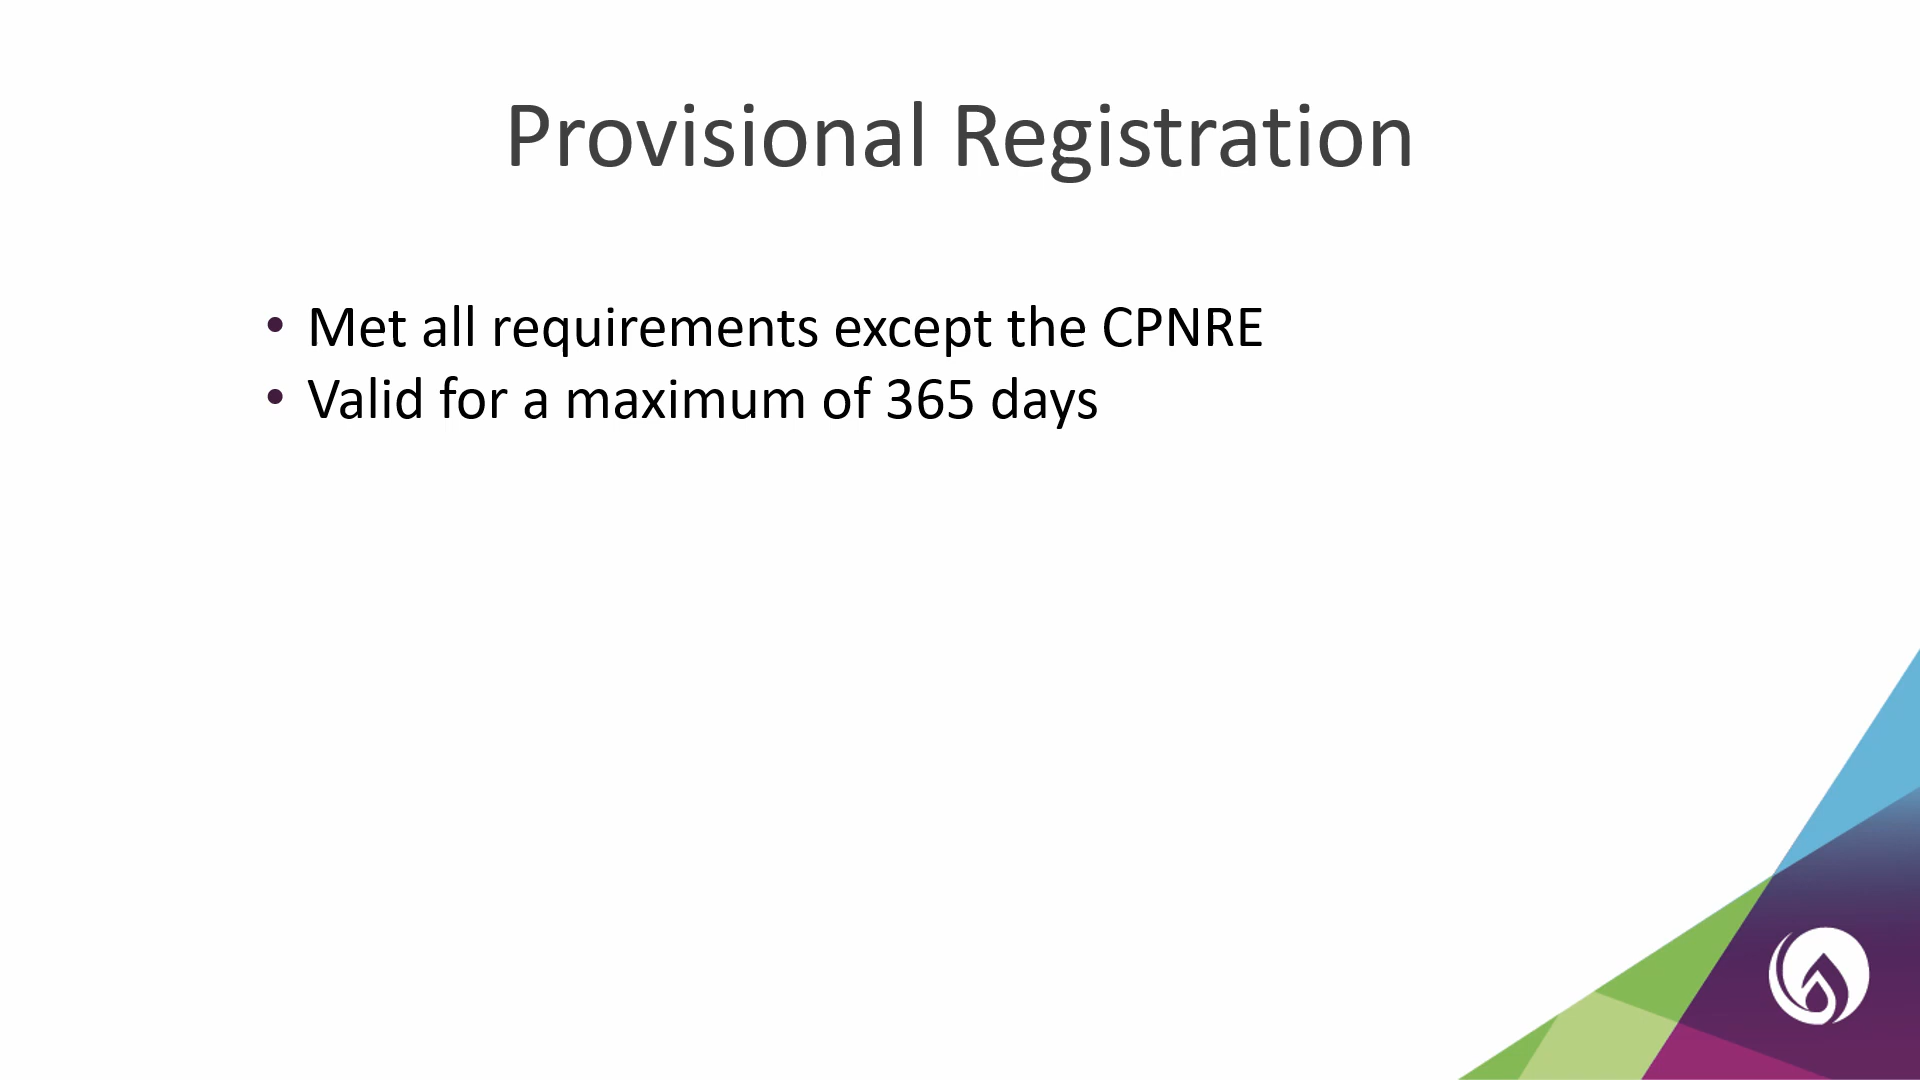 Provisional Registration
• Met all requirements except the CPNRE
• Valid for a maximum of 365 days